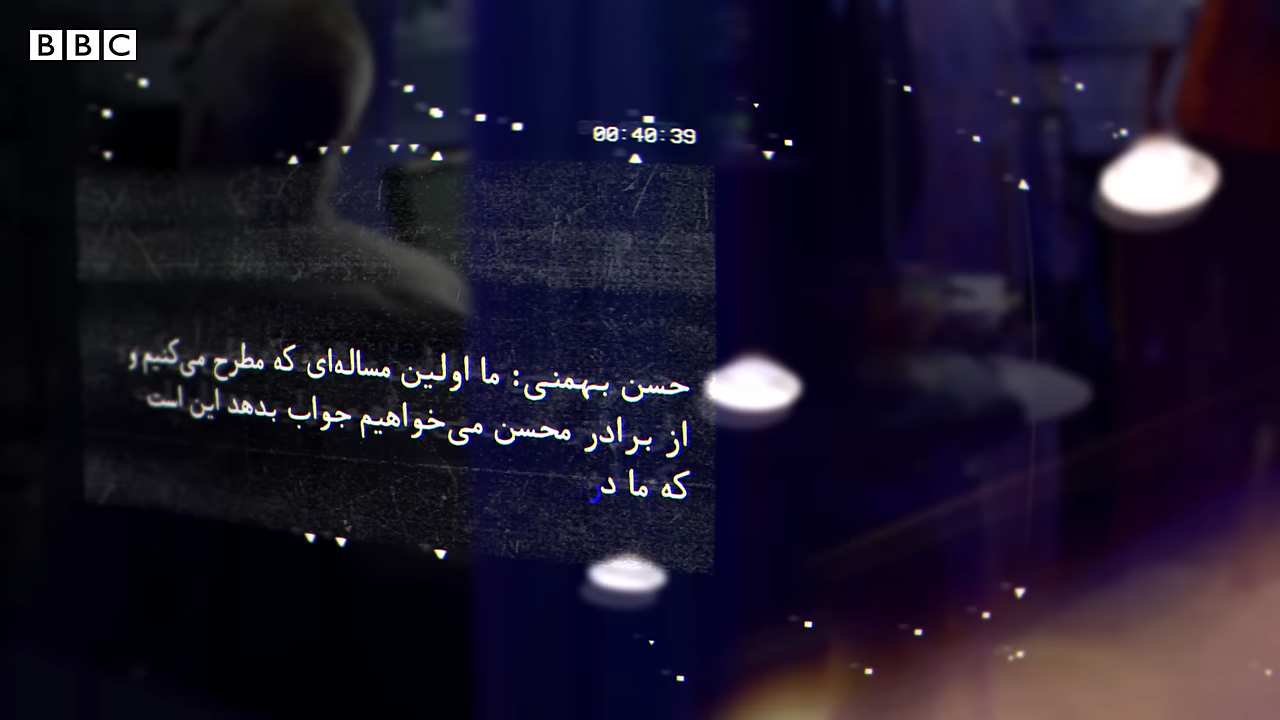 BBC
00:40:39
حسن بهمنی: ما اولین مساله‌ای که مطرح می‌کنیم و
از برادر محسن می‌خواهیم جواب بدهد این است
که ما در